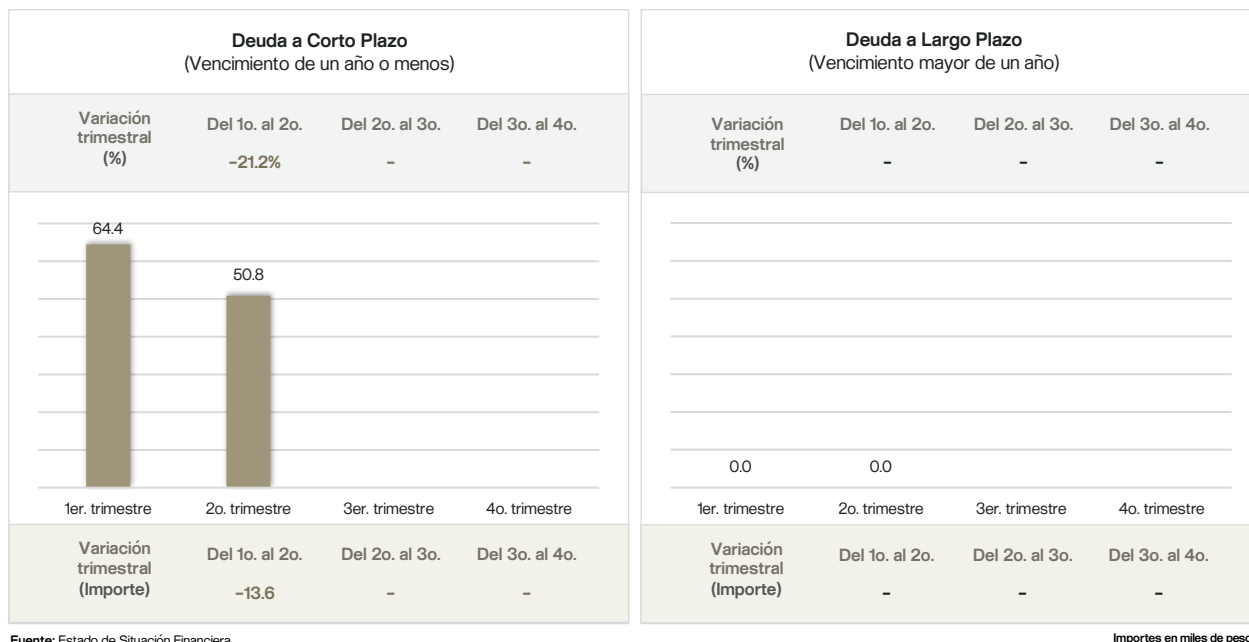 Deuda a Corto Plazo
(Vencimiento de un año o menos)
Variación
trimestral
(%)
Del 1o. al 2o.
Del 2o. al 3o.
Del 3o. al 4o.
-21.2%
-
-
64.4
50.8
1er. trimestre
2o. trimestre
3er. trimestre
4o. trimestre
Variación
trimestral
(Importe)
Del 1o. al 2o.
Del 2o. al 3o.
Del 3o. al 4o.
-13.6
-
-
Deuda a Largo Plazo
(Vencimiento mayor de un año)
Variación
trimestral
(%)
Del 1o. al 2o.
Del 2o. al 3o.
Del 3o. al 4o.
-
-
-
0.0
0.0
1er. trimestre
2o. trimestre
3er. trimestre
4o. trimestre
Variación
trimestral
(Importe)
Del 1o. al 2o.
Del 2o. al 3o.
Del 3o. al 4o.
-
-
-
Fuente: Estado de Situación Financiera
Importes en miles de peso